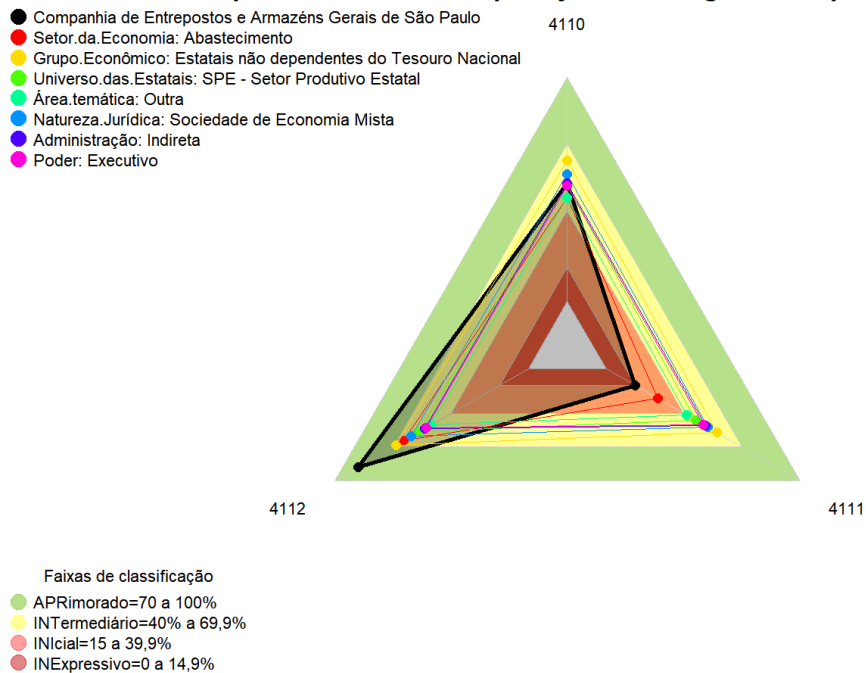 Companhia de Entrepostos e Armazéns Gerais de São Paulo
Setor.da.Economia: Abastecimento
Grupo.Econômico: Estatais não dependentes do Tesouro Nacional
Universo.das.Estatais: SPE - Setor Produtivo Estatal
Área.temática: Outra
Natureza.Jurídica: Sociedade de Economia Mista
Administração: Indireta
Poder: Executivo
4110
4112
4111
Faixas de classificação
APRimorado=70 a 100%
INTermediário=40% a 69,9%
INIcial=15 a 39,9%
INExpressivo=0 a 14,9%